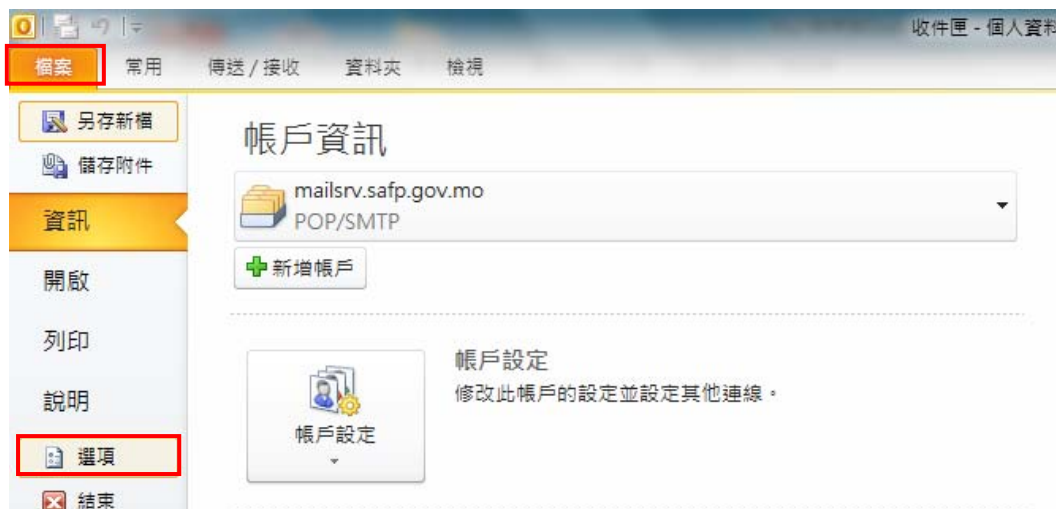 收件匣 - 個人資料
檔案 常用 傳送 / 接收 資料夾 檢視
另存新檔
儲存附件
資訊
開啟
列印
說明
選項
結束
帳戶資訊
mailsrv.safp.gov.mo
POP/SMTP
新增帳戶
帳戶設定
帳戶設定
修改此帳戶的設定並設定其他連線。